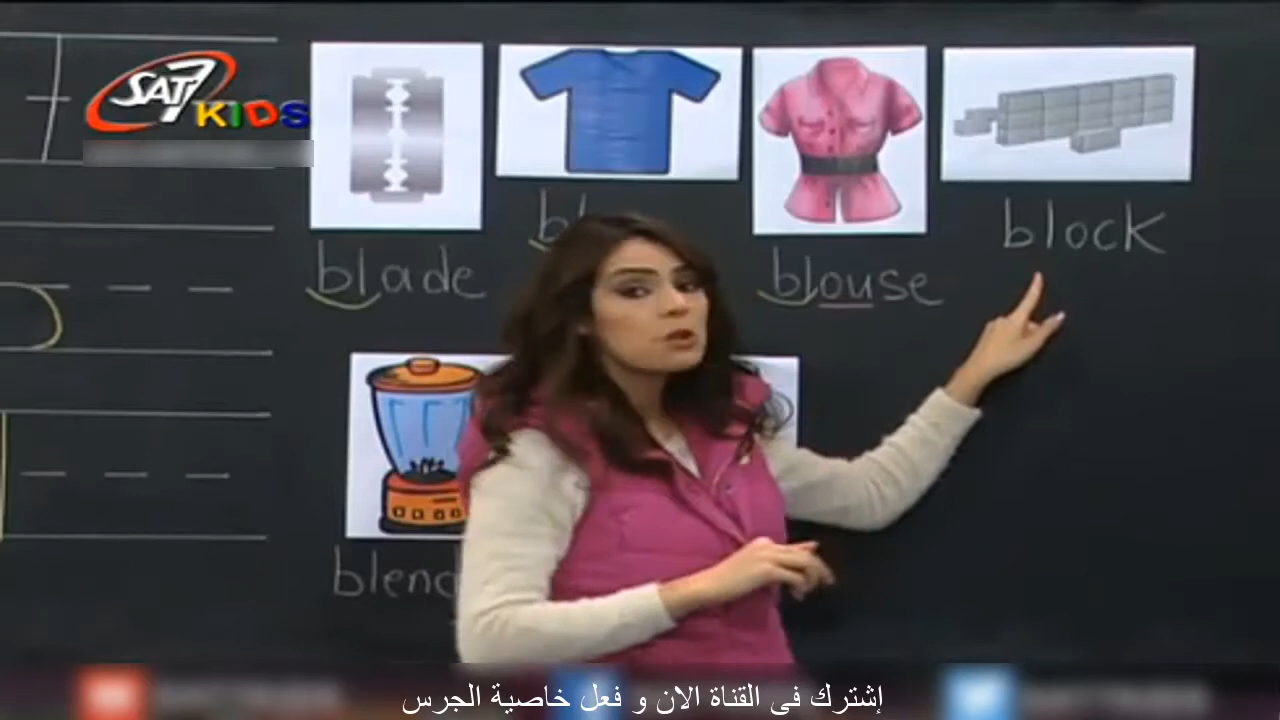 SAT7
KIDS
blade
blouse
block
إشترك فى القناة الان و فعل خاصية الجرس